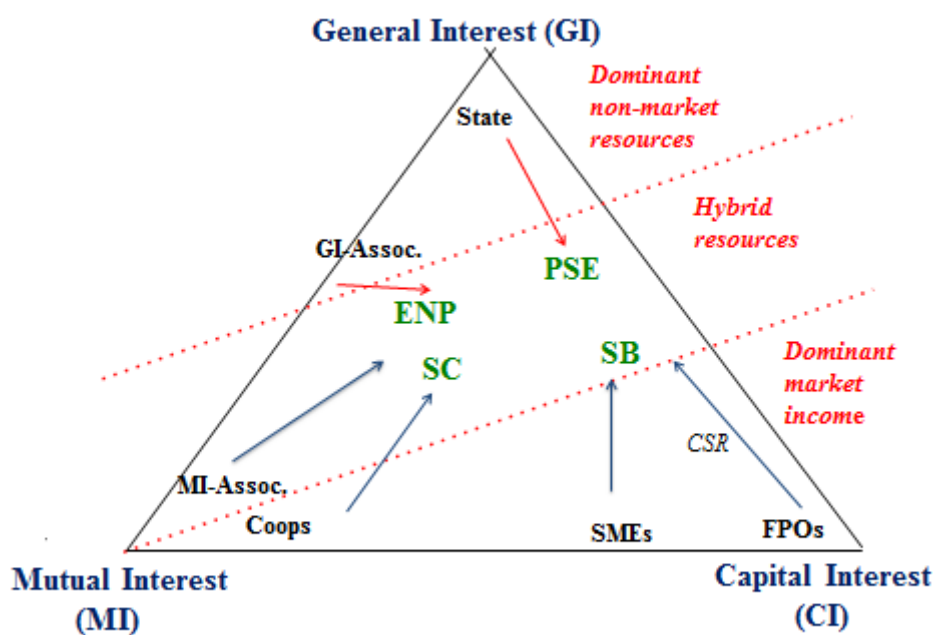 General Interest (GI)
Dominant
non-market
resources
State
Hybrid
resources
GI-Assoc.
PSE
ENP
SB
SC
Dominant
market
income
CSR
MI-Assoc.
Coops
SMEs
FPOs
Mutual Interest
(MI)
Capital Interest
(CI)